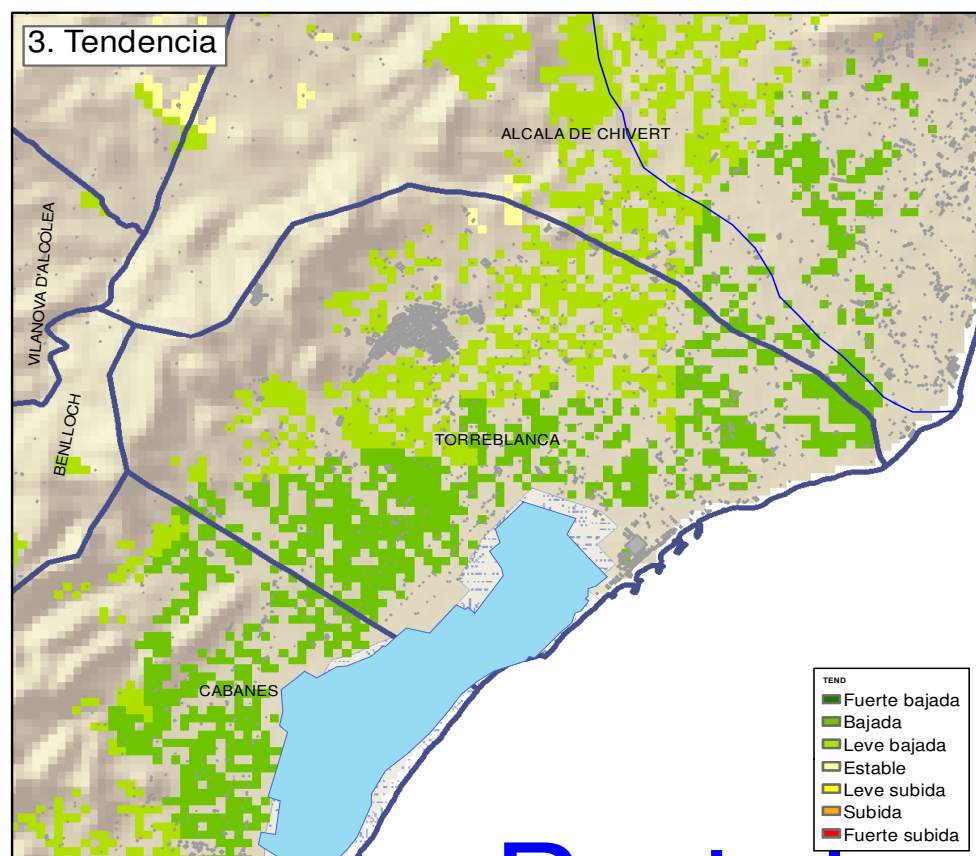 3. Tendencia
ALCALA DE CHIVERT
VILANOVA D'ALCOLEA
BENLLOCH
TORREBLANCA
CABANES
TEND
Fuerte bajada
Bajada
Leve bajada
Estable
Leve subida
Subida
Fuerte subida